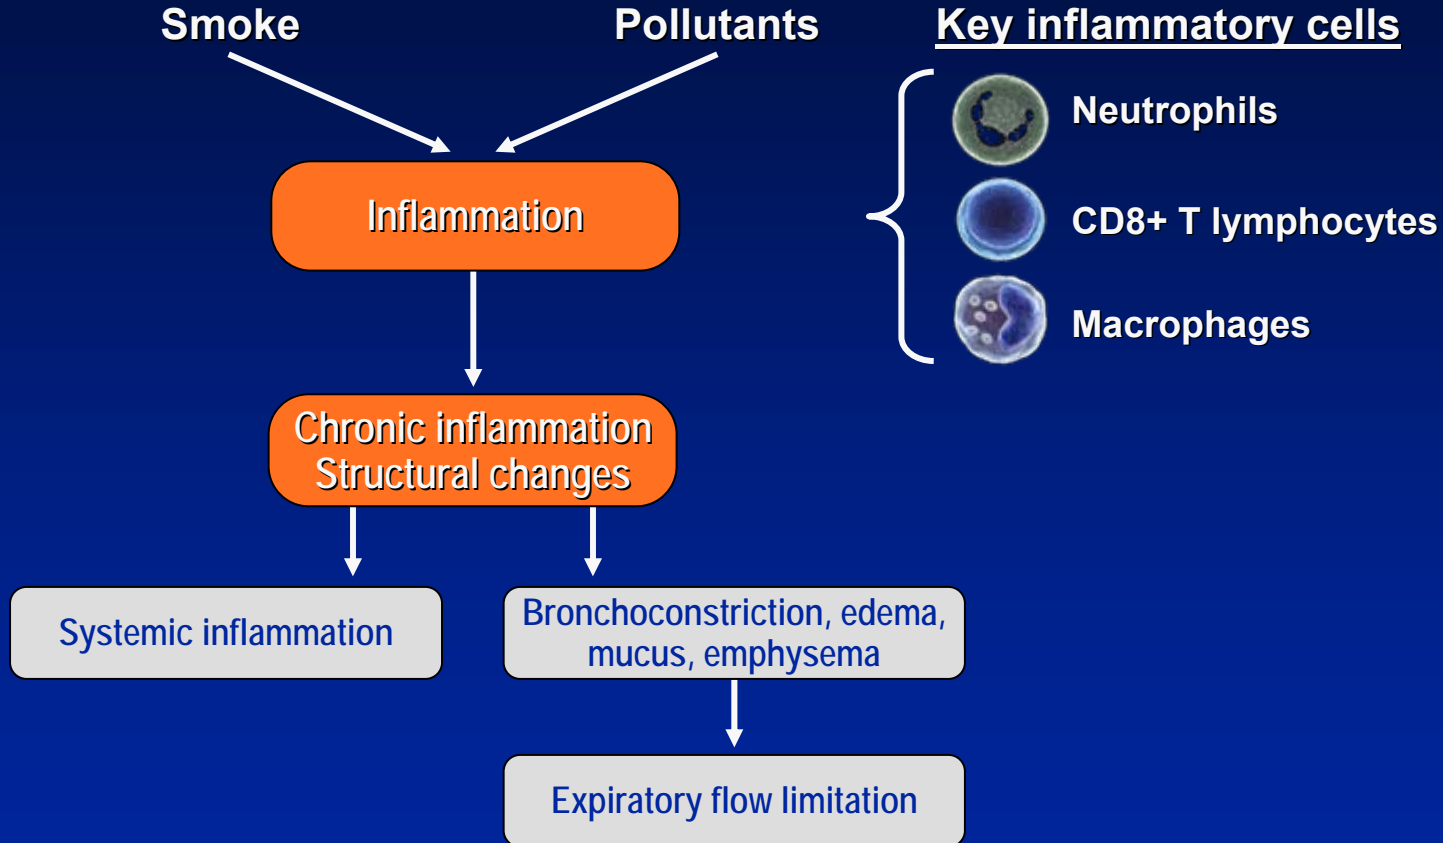 Smoke
Pollutants
Key inflammatory cells
Neutrophils
CD8+ T lymphocytes
Macrophages
Inflammation
Chronic inflammation
Structural changes
Systemic inflammation
Bronchoconstriction, edema,
mucus, emphysema
Expiratory flow limitation